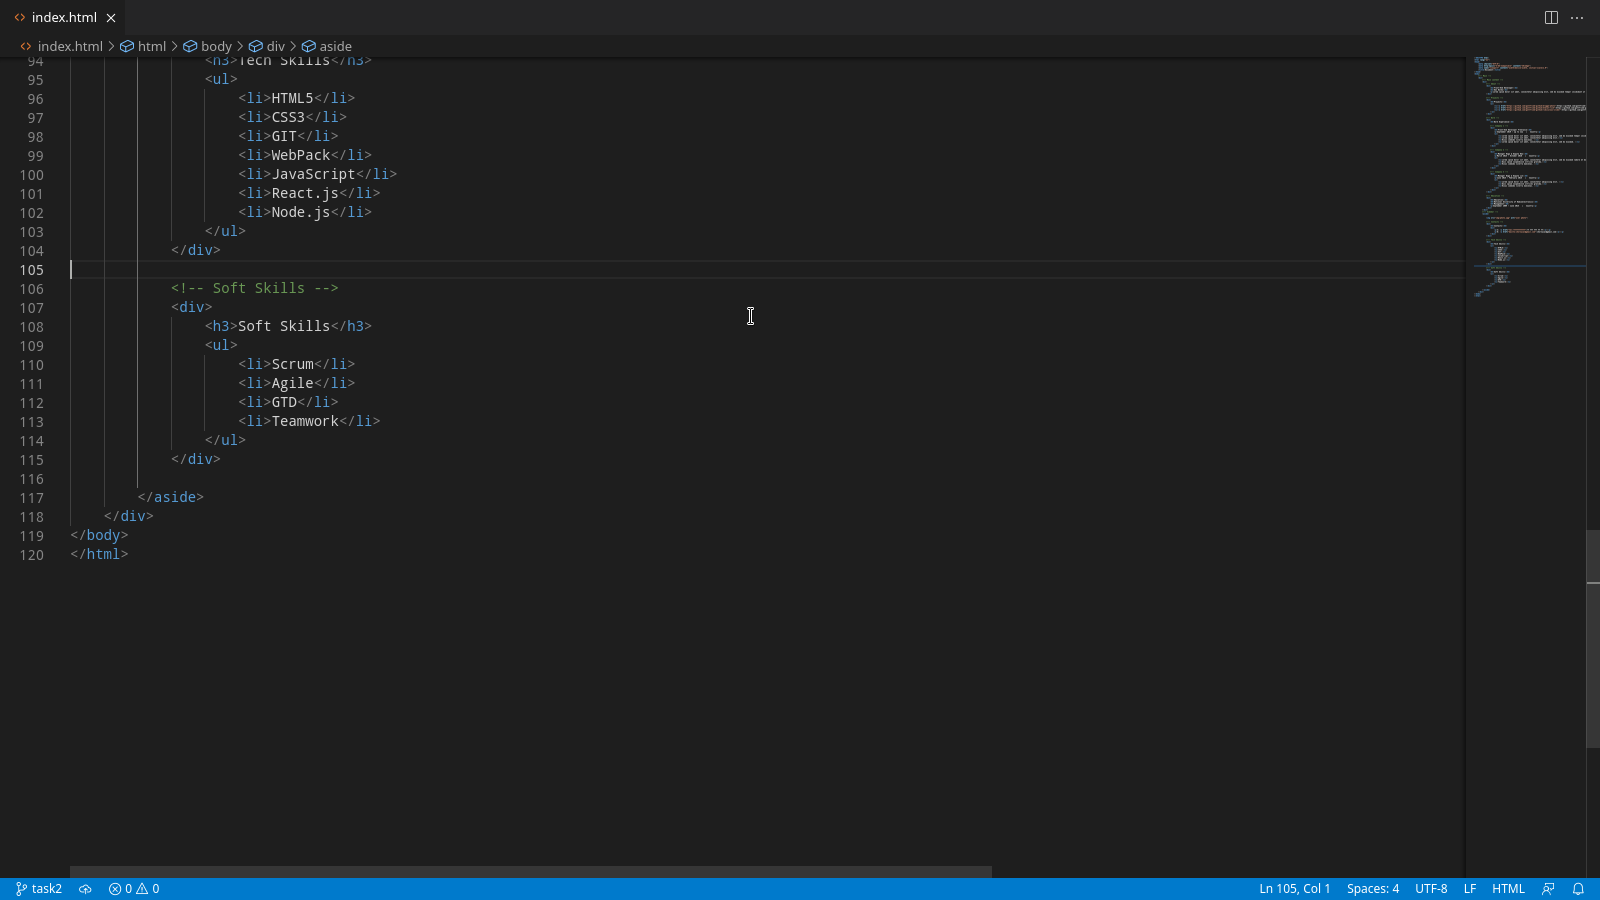 index.html
index.html > html > body > div > aside
94 <h3>Tech Skills</h3>
95 <ul>
96 <li>HTML5</li>
97 <li>CSS3</li>
98 <li>GIT</li>
99 <li>WebPack</li>
100 <li>JavaScript</li>
101 <li>React.js</li>
102 <li>Node.js</li>
103 </ul>
104 </div>
105
106 <!-- Soft Skills -->
107 <div>
108 <h3>Soft Skills</h3>
109 <ul>
110 <li>Scrum</li>
111 <li>Agile</li>
112 <li>GTD</li>
113 <li>Teamwork</li>
114 </ul>
115 </div>
116
117 </aside>
118 </div>
119 </body>
120 </html>
task2 0 0 Ln 105, Col 1 Spaces: 4 UTF-8 LF HTML